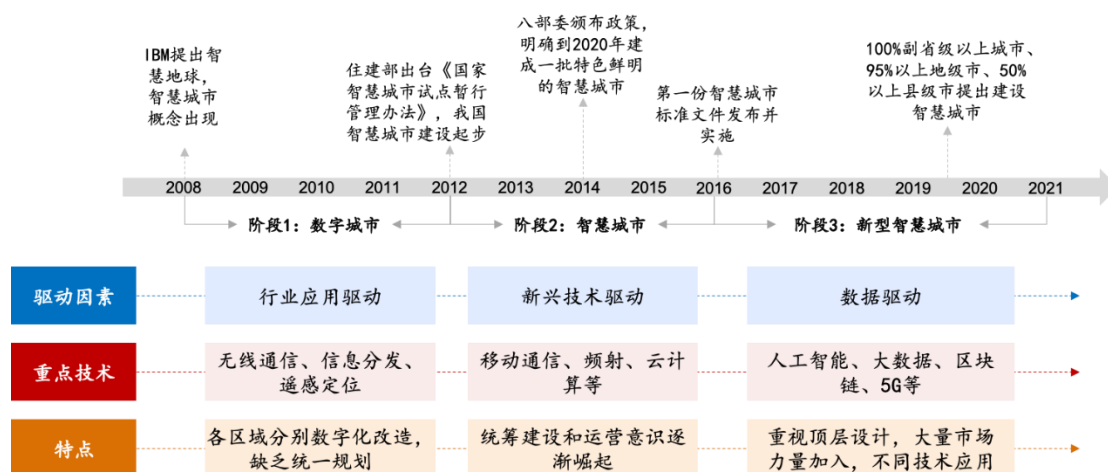 IBM提出智
慧地球，
智慧城市
概念出现
住建部出台《国家
智慧城市试点暂行
管理办法》，我国
智慧城市建设起步
八部委颁布政策，
明确到2020年建
成一批特色鲜明
的智慧城市
第一份智慧城市
标准文件发布并
实施
100%副省级以上城市、
95%以上地级市、50%
以上县级市提出建设
智慧城市
2008 2009 2010 2011 2012 2013 2014 2015 2016 2017 2018 2019 2020 2021
阶段1：数字城市
阶段2：智慧城市
阶段3：新型智慧城市
驱动因素
行业应用驱动
新兴技术驱动
数据驱动
重点技术
无线通信、信息分发、
遥感定位
移动通信、频射、云计
算等
人工智能、大数据、区块
链、5G等
特点
各区域分别数字化改造，
缺乏统一规划
统筹建设和运营意识逐
渐崛起
重视顶层设计，大量市场
力量加入，不同技术应用